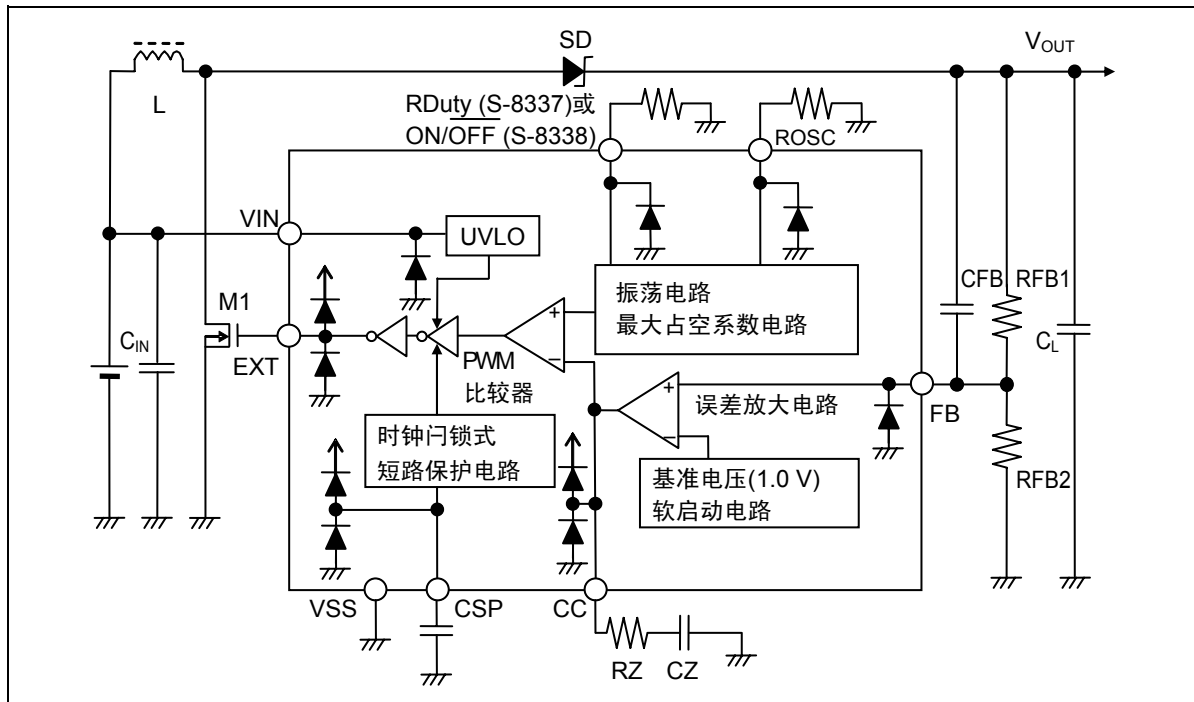 SD
V_OUT
L
RDuty (S-8337)或
ON/OFF (S-8338)
ROSC
VIN
UVLO
振荡电路
最大占空系数电路
CFB
RFB1
M1
C_IN
C_L
EXT
PWM
比较器
误差放大电路
FB
时钟闩锁式
短路保护电路
基准电压(1.0 V)
软启动电路
RFB2
VSS
CSP
CC
RZ
CZ
+
−
+
−